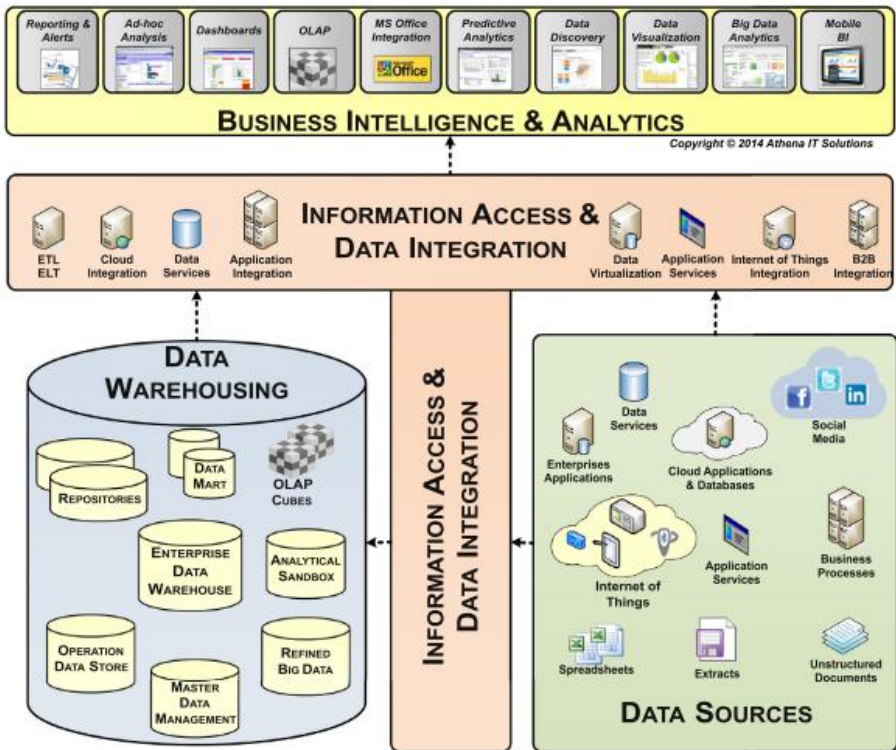 Reporting & Alerts
Ad-hoc Analysis
Dashboards
OLAP
MS Office Integration
Predictive Analytics
Data Discovery
Data Visualization
Big Data Analytics
Mobile BI
Office
BUSINESS INTELLIGENCE & ANALYTICS
Copyright © 2014 Athena IT Solutions
INFORMATION ACCESS &
DATA INTEGRATION
ETL
ELT
Cloud
Integration
Data
Services
Application
Integration
Data
Virtualization
Application
Services
Internet of Things
Integration
B2B
Integration
DATA
WAREHOUSING
REPOSITORIES
DATA
MART
OLAP
CUBES
ENTERPRISE
DATA
WAREHOUSE
ANALYTICAL
SANDBOX
OPERATION
DATA STORE
REFINED
BIG DATA
MASTER
DATA
MANAGEMENT
INFORMATION ACCESS &
DATA INTEGRATION
Data
Services
f
in
Social
Media
Enterprises
Applications
Cloud Applications
& Databases
Internet of
Things
Application
Services
Business
Processes
Spreadsheets
Extracts
Unstructured
Documents
DATA SOURCES